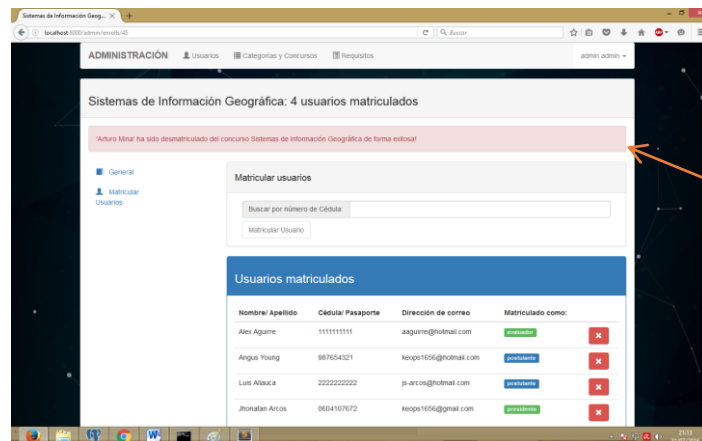 Sistemas de Información Geog...
localhost:8000/admin/enrolls/45
Buscar
ADMINISTRACIÓN Usuarios Categorías y Concursos Requisitos admin admin
Sistemas de Información Geográfica: 4 usuarios matriculados
'Arturo Mina' ha sido desmatriculado del concurso Sistemas de Información Geográfica de forma exitosa!
General
Matricular
Usuarios
Matricular usuarios
Buscar por número de Cédula:
Matricular Usuario
Usuarios matriculados
Nombre/ Apellido Cédula/ Pasaporte Dirección de correo Matriculado como:
Alex Aguirre 1111111111 aaguirre@hotmail.com evaluador
Angus Young 987654321 keops1656@hotmail.com postulante
Luis Allauca 2222222222 js-arcos@hotmail.com postulante
Jhonatan Arcos 0604107672 keops1656@gmail.com presidente
21:13